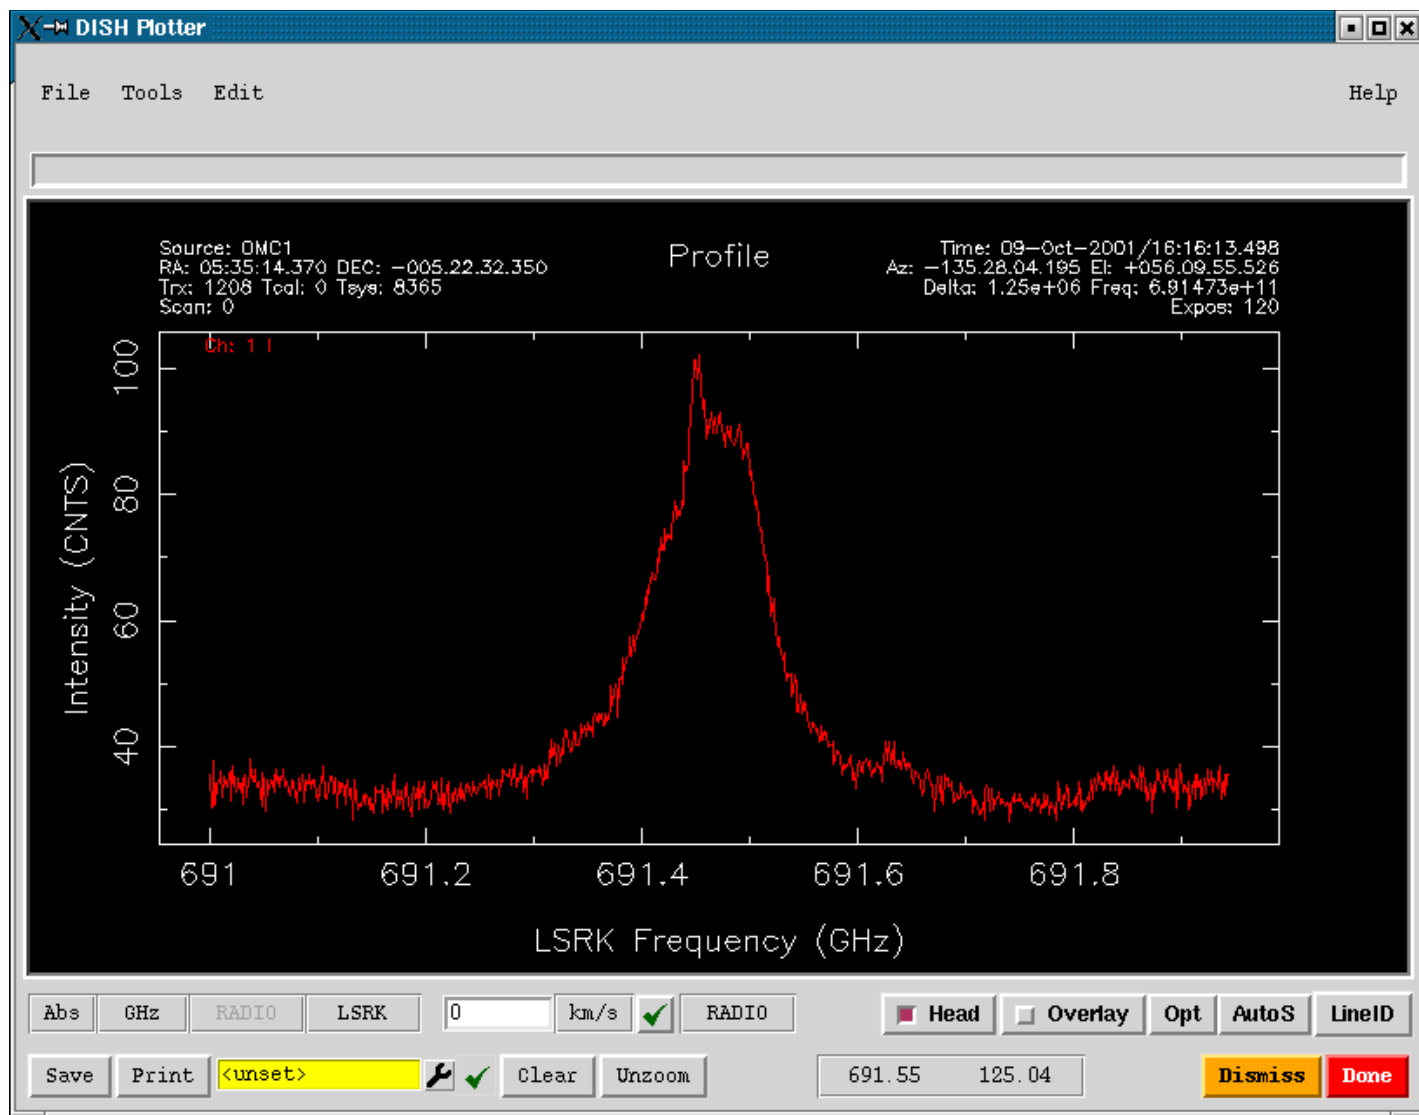 DISH Plotter
File Tools Edit Help
Source: OMC1
RA: 05:35:14.370 DEC: -005.22.32.350
Trx: 1208 Tcal: 0 Tsys: 8365
Scan: 0
Profile
Time: 09-Oct-2001/16:16:13.498
Az: -135.28.04.195 El: +056.09.55.526
Delta: 1.25e+06 Freq: 6.91473e+11
Expos: 120
Ch: 1 I
100
80
60
40
Intensity (CNTS)
691 691.2 691.4 691.6 691.8
LSRK Frequency (GHz)
Abs GHz RADIO LSRK 0 km/s RADIO Head Overlay Opt AutoS LineID
Save Print <unset> Clear Unzoom 691.55 125.04 Dismiss Done